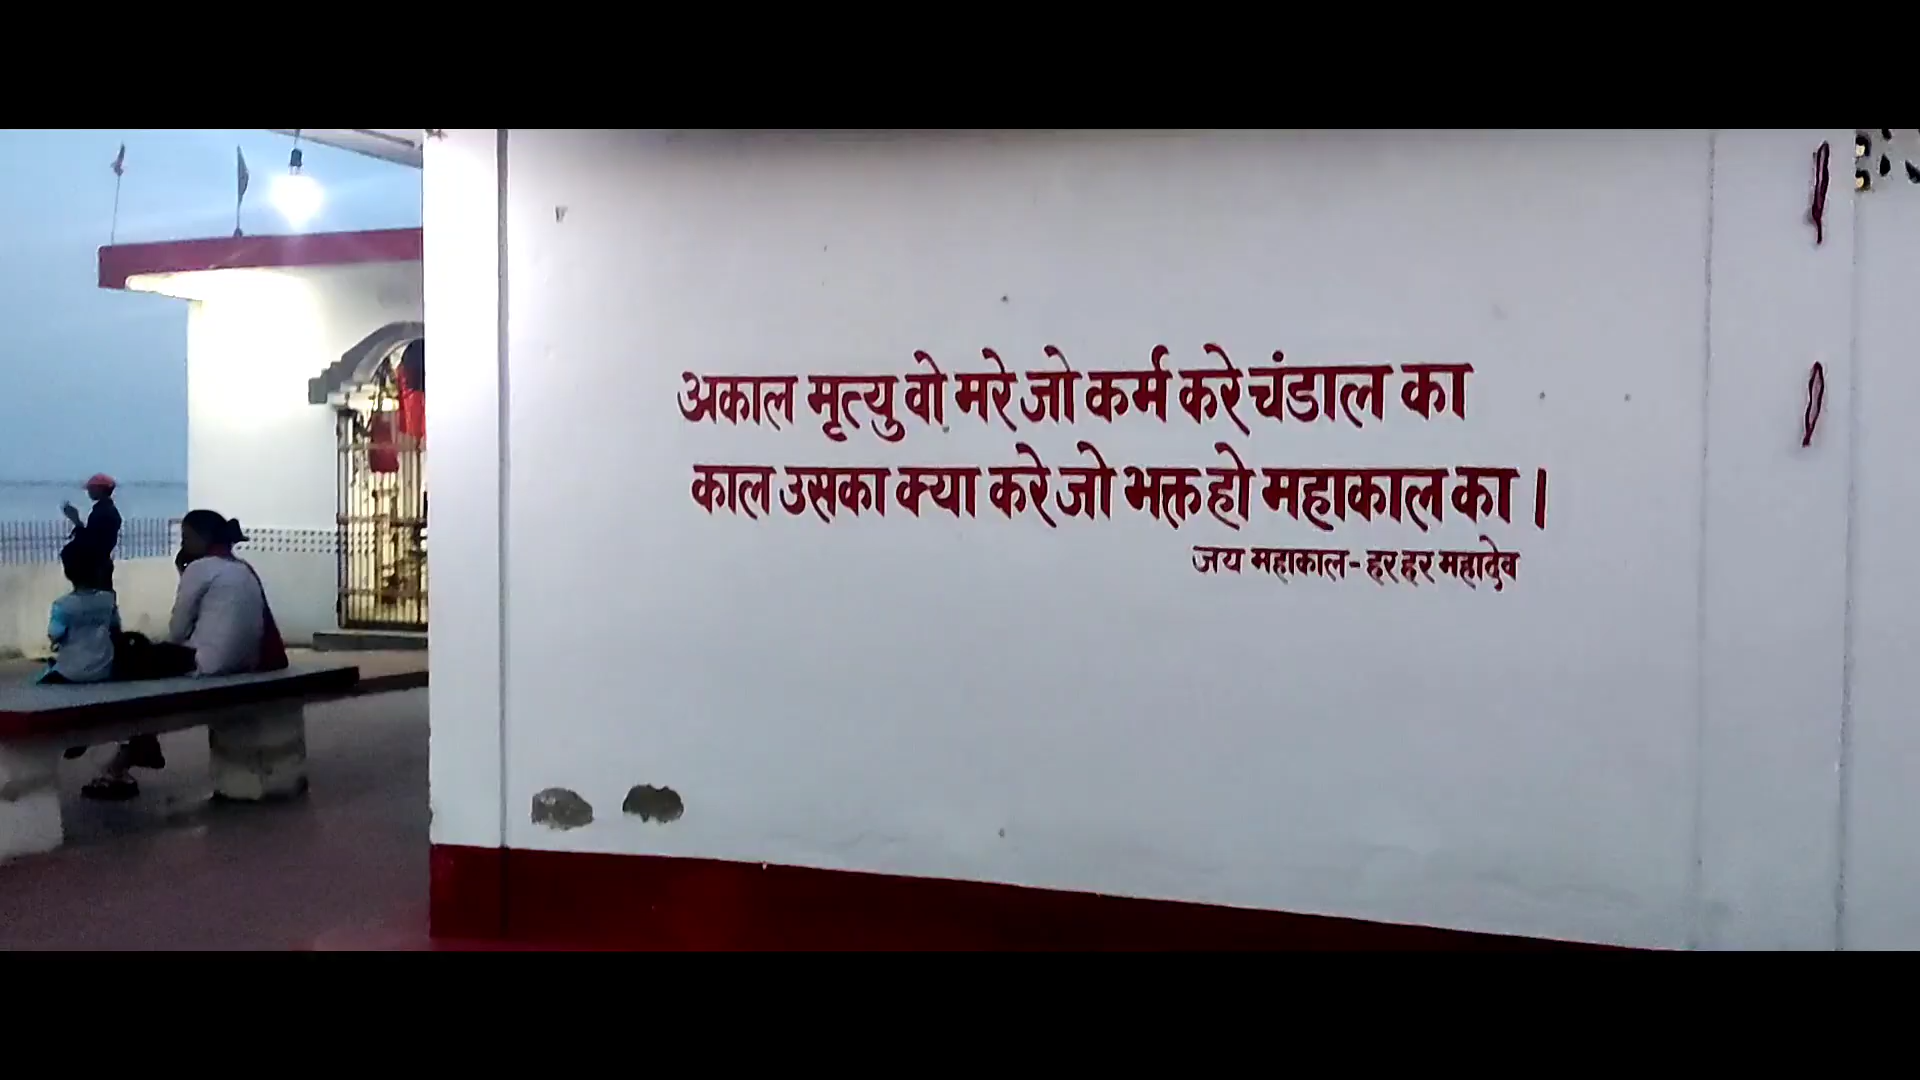 अकाल मृत्यु वो मरे जो कर्म करे चंडाल का
काल उसका क्या करे जो भक्त हो महाकाल का ।
जय महाकाल - हर हर महादेव